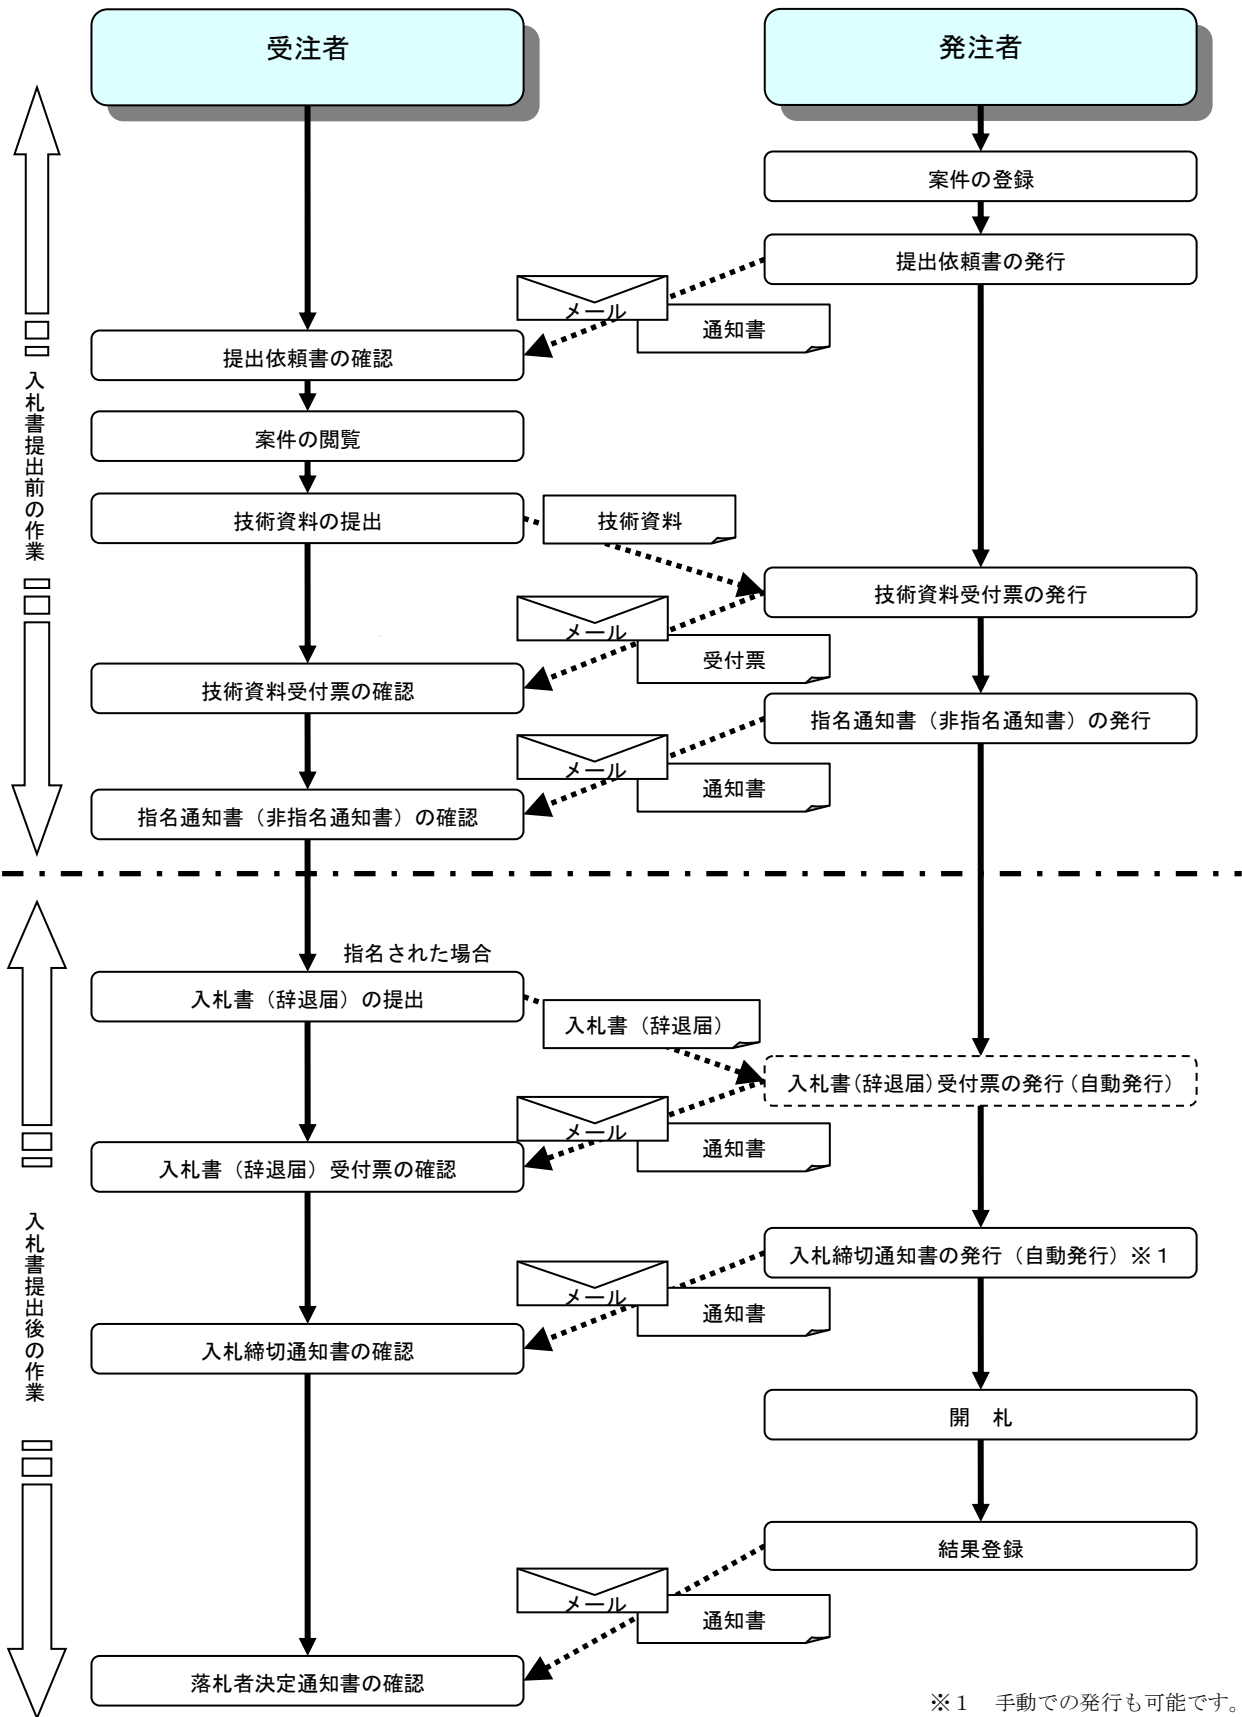 受注者
発注者
案件の登録
提出依頼書の発行
メール
通知書
提出依頼書の確認
入札書提出前の作業
案件の閲覧
技術資料の提出
技術資料
技術資料受付票の発行
メール
受付票
技術資料受付票の確認
指名通知書（非指名通知書）の発行
メール
通知書
指名通知書（非指名通知書）の確認
指名された場合
入札書（辞退届）の提出
入札書（辞退届）
入札書（辞退届）受付票の発行（自動発行）
メール
通知書
入札書（辞退届）受付票の確認
入札書提出後の作業
入札締切通知書の発行（自動発行）※１
メール
通知書
入札締切通知書の確認
開　札
結果登録
メール
通知書
落札者決定通知書の確認
※１　手動での発行も可能です。